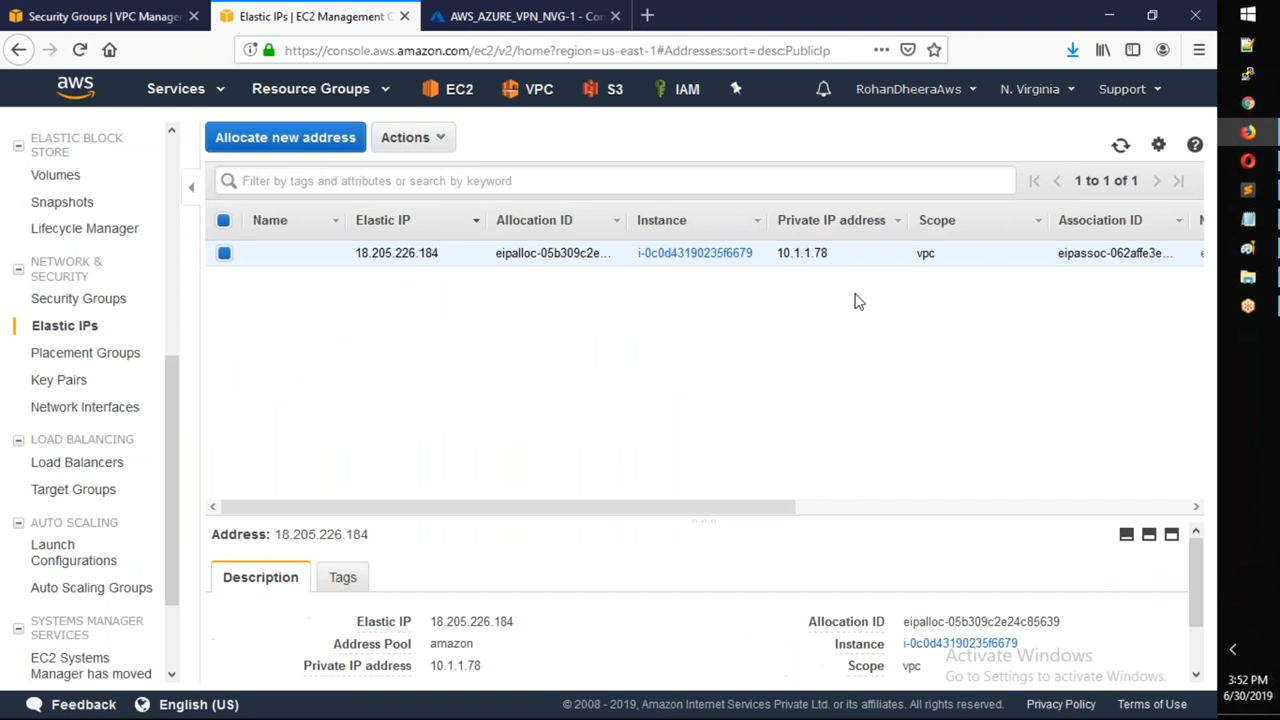 Security Groups | VPC Manage
Elastic IPs | EC2 Management C
AWS_AZURE_VPN_NVG-1 - Co
https://console.aws.amazon.com/ec2/v2/home?region=us-east-1#Addresses:sort=desc:PublicIp
aws
Services
Resource Groups
EC2
VPC
S3
IAM
RohanDheeraAws
N. Virginia
Support
ELASTIC BLOCK
STORE
Volumes
Snapshots
Lifecycle Manager
NETWORK &
SECURITY
Security Groups
Elastic IPs
Placement Groups
Key Pairs
Network Interfaces
LOAD BALANCING
Load Balancers
Target Groups
AUTO SCALING
Launch
Configurations
Auto Scaling Groups
SYSTEMS MANAGER
SERVICES
EC2 Systems
Manager has moved
Allocate new address
Actions
Filter by tags and attributes or search by keyword
1 to 1 of 1
Name
Elastic IP
Allocation ID
Instance
Private IP address
Scope
Association ID
18.205.226.184
eipalloc-05b309c2e...
i-0c0d43190235f6679
10.1.1.78
vpc
eipassoc-062affe3e...
Address: 18.205.226.184
Description
Tags
Elastic IP 18.205.226.184
Allocation ID eipalloc-05b309c2e24c85639
Address Pool amazon
Instance i-0c0d43190235f6679
Private IP address 10.1.1.78
Scope vpc
Activate Windows
Go to Settings to activate Windows.
Feedback
English (US)
© 2008 - 2019, Amazon Internet Services Private Ltd. or its affiliates. All rights reserved.
Privacy Policy
Terms of Use
3:52 PM
6/30/2019